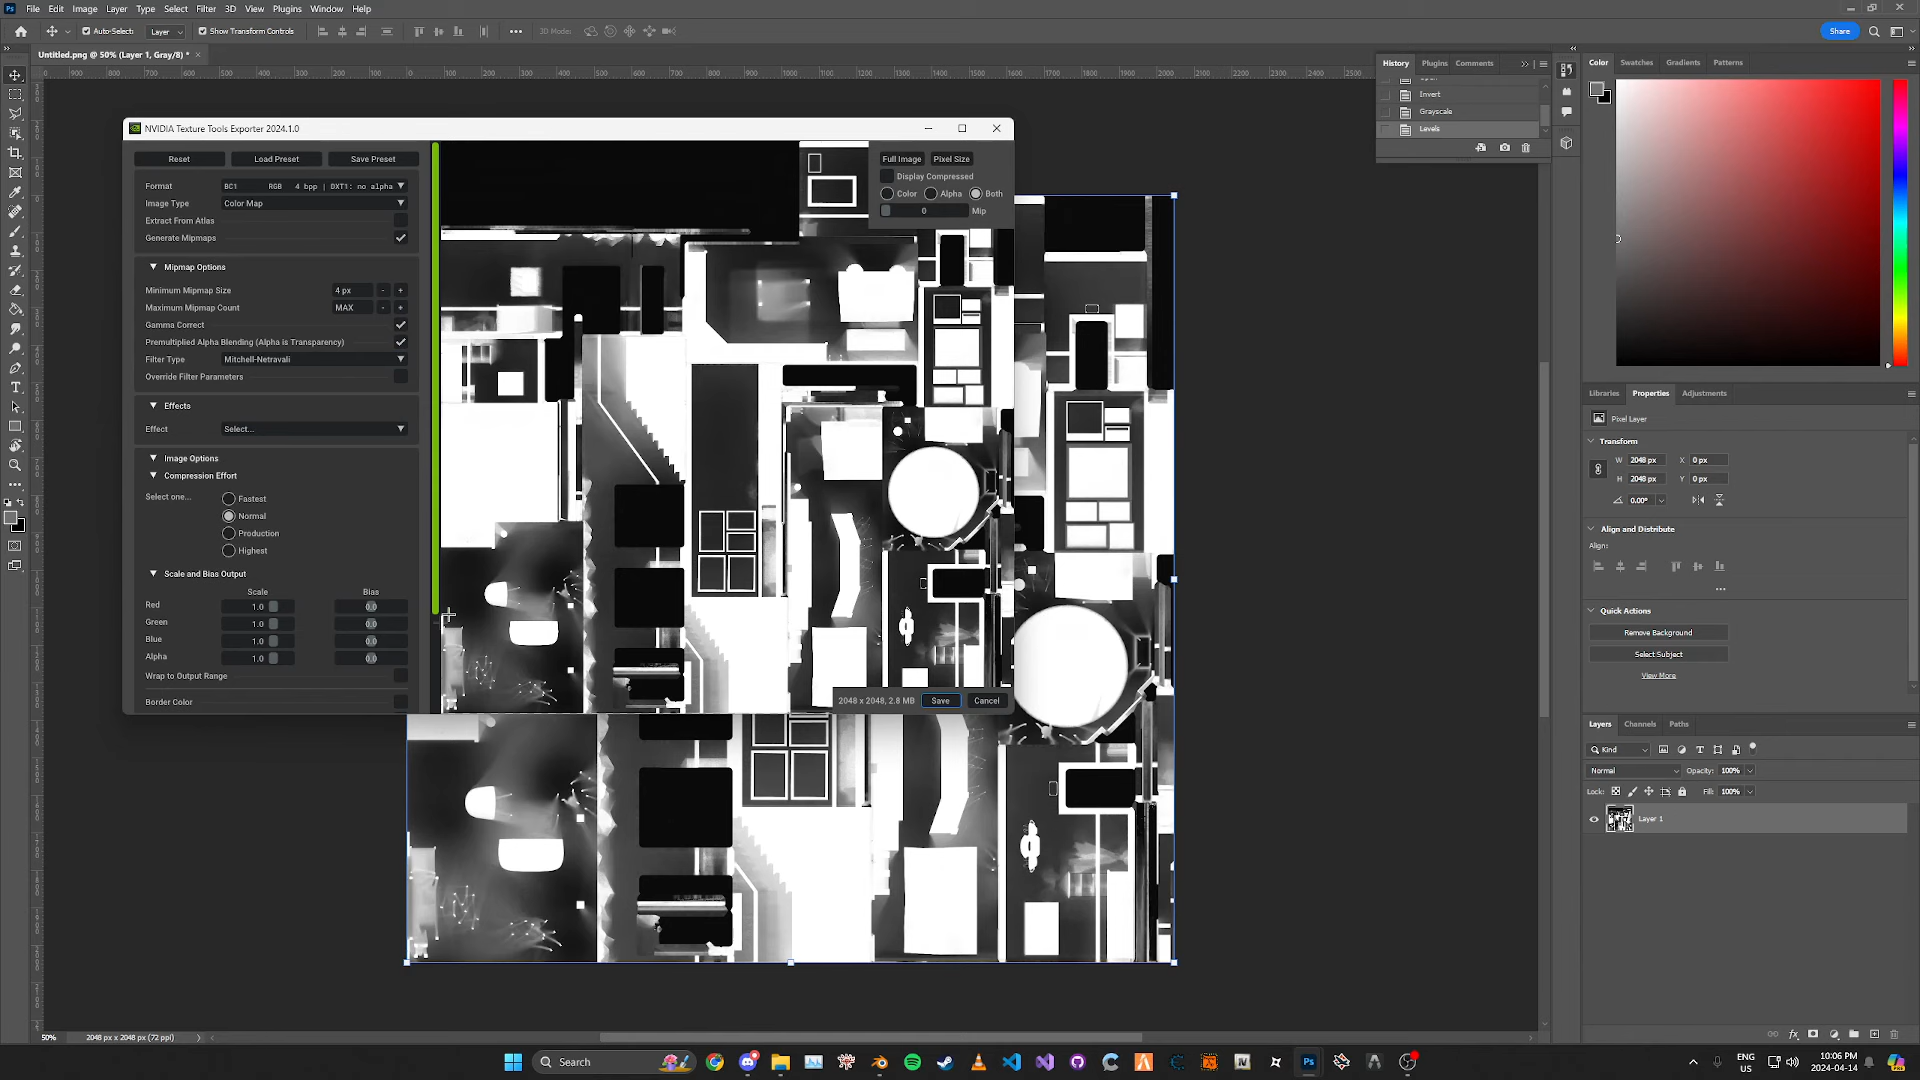 File Edit Image Layer Type Select Filter 3D View Plugins Window Help
Auto-Select: Layer Show Transform Controls 3D Mode: Share
Untitled.png @ 50% (Layer 1, Gray/8) *
NVIDIA Texture Tools Exporter 2024.1.0
Reset Load Preset Save Preset
Format BC1 RGB 4 bpp | DXT1: no alpha
Image Type Color Map
Extract From Atlas
Generate Mipmaps
Mipmap Options
Minimum Mipmap Size 4 px - +
Maximum Mipmap Count MAX - +
Gamma Correct
Premultiplied Alpha Blending (Alpha is Transparency)
Filter Type Mitchell-Netravali
Override Filter Parameters
Effects
Effect Select...
Image Options
Compression Effort
Select one... Fastest
Normal
Production
Highest
Scale and Bias Output
Scale Bias
Red 1.0 0.0
Green 1.0 0.0
Blue 1.0 0.0
Alpha 1.0 0.0
Wrap to Output Range
Border Color
Full Image Pixel Size
Display Compressed
Color Alpha Both
0 Mip
2048 x 2048, 2.8 MB Save Cancel
History Plugins Comments
Invert
Grayscale
Levels
Color Swatches Gradients Patterns
Libraries Properties Adjustments
Pixel Layer
Transform
W 2048 px X 0 px
H 2048 px Y 0 px
0.00°
Align and Distribute
Align:
Quick Actions
Remove Background
Select Subject
View More
Layers Channels Paths
Kind
Normal Opacity: 100%
Lock: Fill: 100%
Layer 1
50% 2048 px x 2048 px (72 ppi)
Search
ENG
US
10:06 PM
2024-04-14